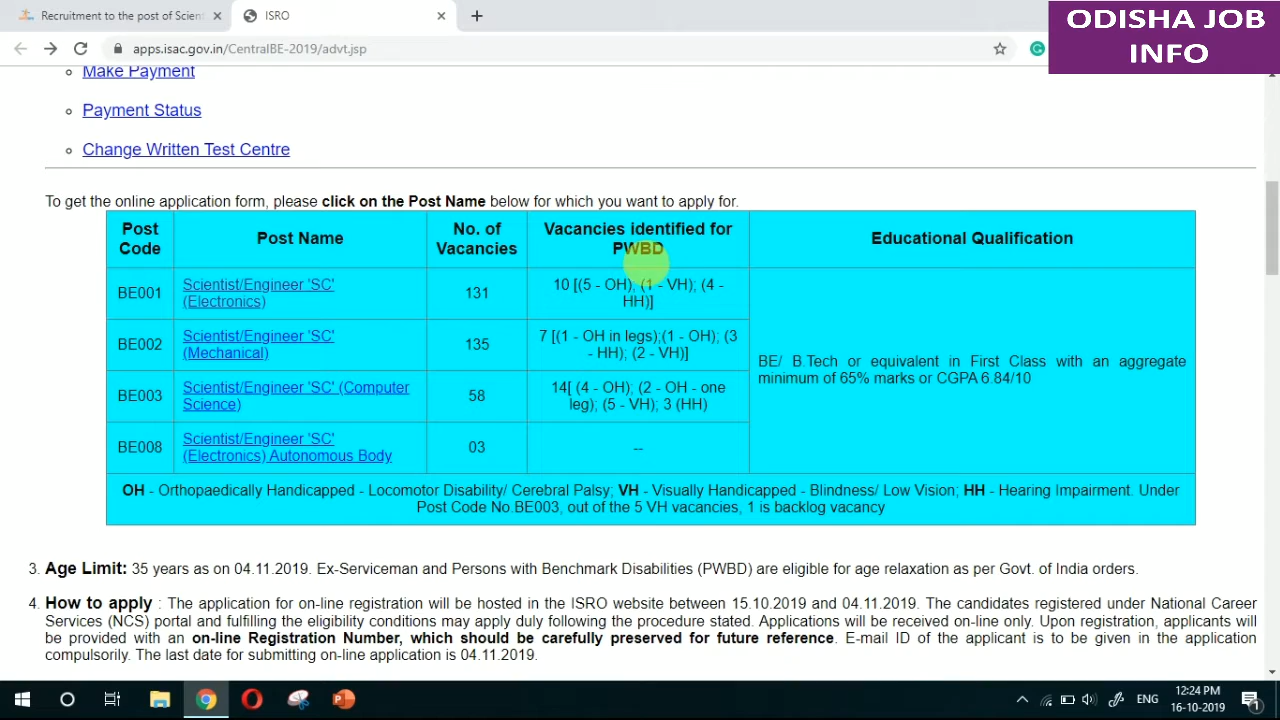 Recruitment to the post of Scient
ISRO
ODISHA JOB
INFO
apps.isac.gov.in/CentralBE-2019/advt.jsp
Make Payment
Payment Status
Change Written Test Centre
To get the online application form, please click on the Post Name below for which you want to apply for.
Post Code
Post Name
No. of Vacancies
Vacancies identified for PWBD
Educational Qualification
BE001
Scientist/Engineer 'SC'
(Electronics)
131
10 [(5 - OH); (1 - VH); (4 -
HH)]
BE002
Scientist/Engineer 'SC'
(Mechanical)
135
7 [(1 - OH in legs);(1 - OH); (3
- HH); (2 - VH)]
BE/ B.Tech or equivalent in First Class with an aggregate
minimum of 65% marks or CGPA 6.84/10
BE003
Scientist/Engineer 'SC' (Computer
Science)
58
14[ (4 - OH); (2 - OH - one
leg); (5 - VH); 3 (HH)
BE008
Scientist/Engineer 'SC'
(Electronics) Autonomous Body
03
--
OH - Orthopaedically Handicapped - Locomotor Disability/ Cerebral Palsy; VH - Visually Handicapped - Blindness/ Low Vision; HH - Hearing Impairment. Under
Post Code No.BE003, out of the 5 VH vacancies, 1 is backlog vacancy
3. Age Limit: 35 years as on 04.11.2019. Ex-Serviceman and Persons with Benchmark Disabilities (PWBD) are eligible for age relaxation as per Govt. of India orders.
4. How to apply : The application for on-line registration will be hosted in the ISRO website between 15.10.2019 and 04.11.2019. The candidates registered under National Career
Services (NCS) portal and fulfilling the eligibility conditions may apply duly following the procedure stated. Applications will be received on-line only. Upon registration, applicants will
be provided with an on-line Registration Number, which should be carefully preserved for future reference. E-mail ID of the applicant is to be given in the application
compulsorily. The last date for submitting on-line application is 04.11.2019.
ENG
12:24 PM
16-10-2019
1